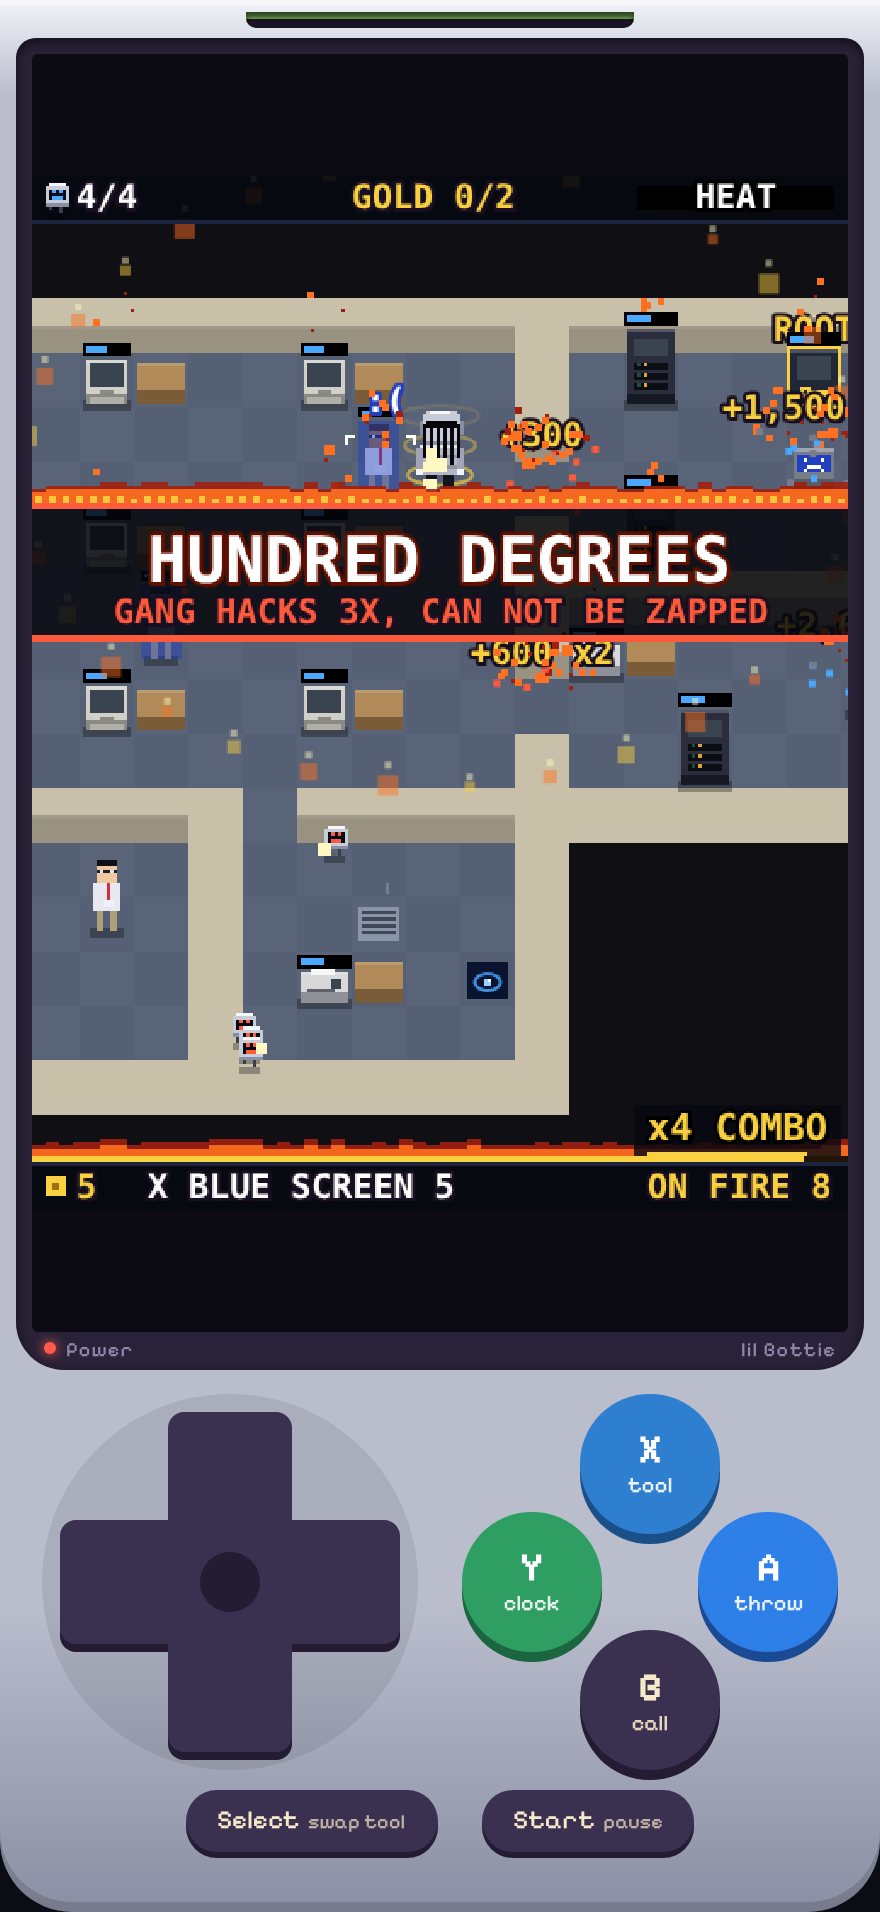 4/4 GOLD 0/2 HEAT
ROOT
+1,500
+300
HUNDRED DEGREES
GANG HACKS 3X, CAN NOT BE ZAPPED
+600 x2
x4 COMBO
5 X BLUE SCREEN 5 ON FIRE 8
Power lil Bottie
X
tool
Y
clock
A
throw
B
call
Select swap tool
Start pause